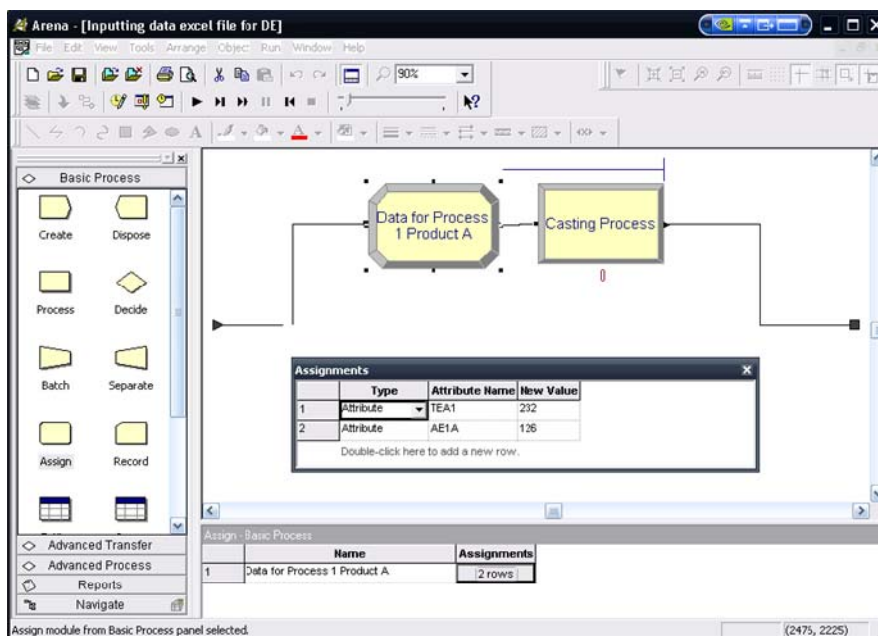 Arena - [Inputting data excel file for DE]
File Edit View Tools Arrange Object Run Window Help
90%
Basic Process
Create Dispose
Process Decide
Batch Separate
Assign Record
Advanced Transfer
Advanced Process
Reports
Navigate
Data for Process
1 Product A
Casting Process
0
Assignments
Type Attribute Name New Value
1 Attribute TEA1 232
2 Attribute AE1A 126
Double-click here to add a new row.
Assign - Basic Process
Name Assignments
1 Data for Process 1 Product A 2 rows
Assign module from Basic Process panel selected.
(2475, 2225)